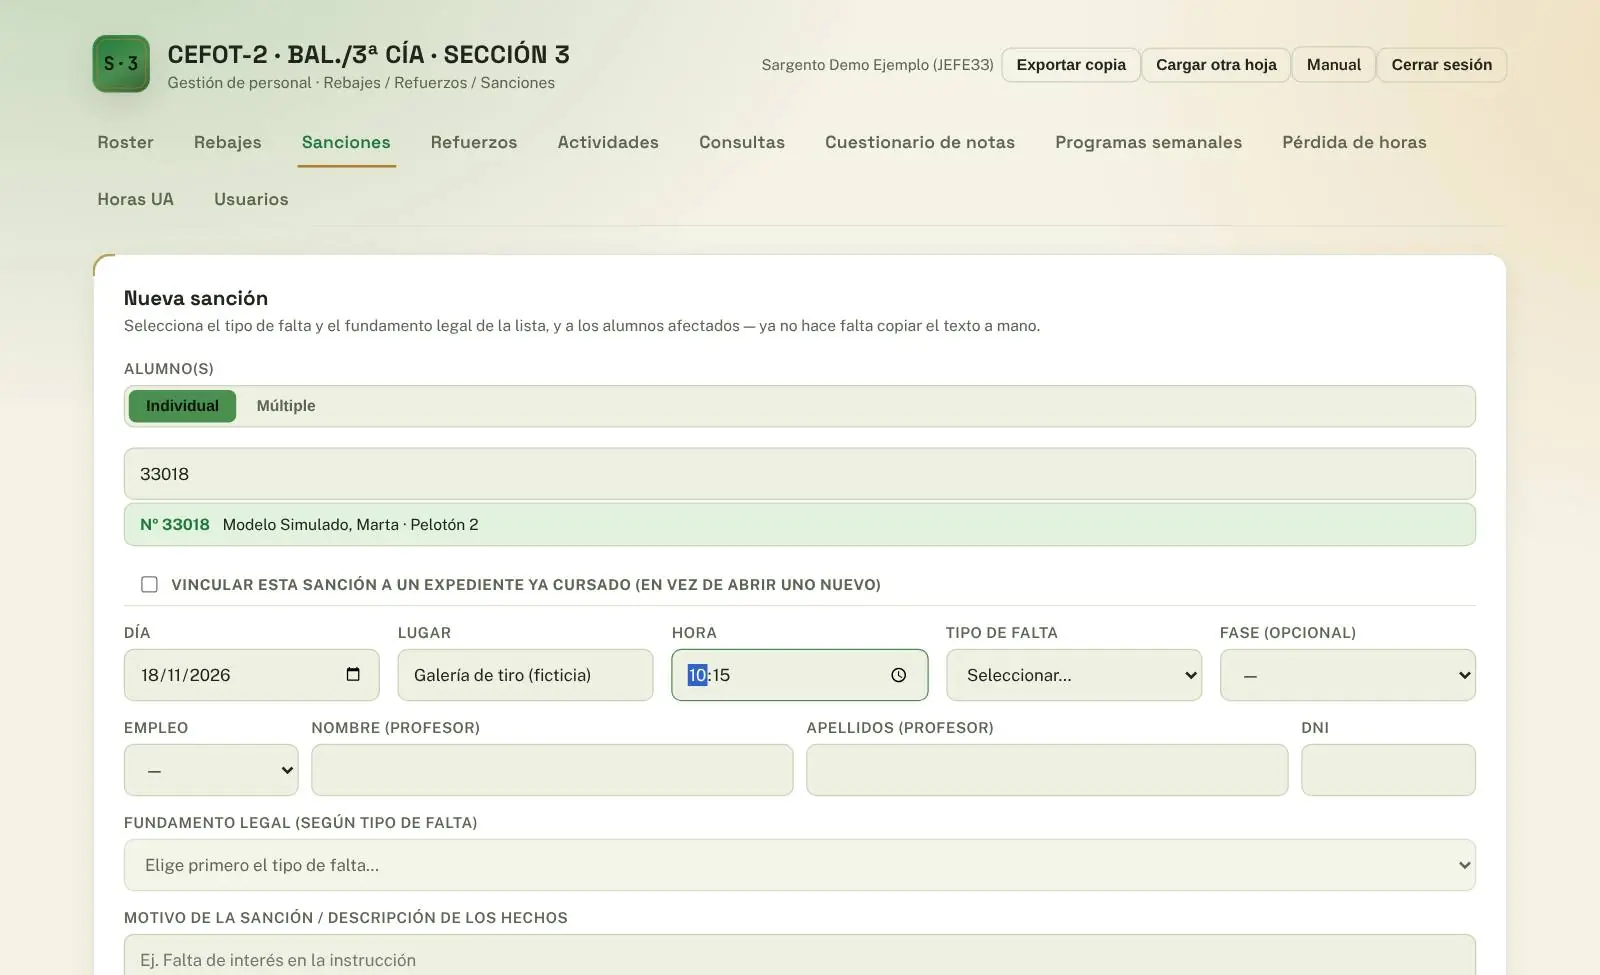 S·3
CEFOT-2 · BAL./3ª CÍA · SECCIÓN 3
Gestión de personal · Rebajes / Refuerzos / Sanciones
Sargento Demo Ejemplo (JEFE33)
Exportar copia
Cargar otra hoja
Manual
Cerrar sesión
Roster
Rebajes
Sanciones
Refuerzos
Actividades
Consultas
Cuestionario de notas
Programas semanales
Pérdida de horas
Horas UA
Usuarios
Nueva sanción
Selecciona el tipo de falta y el fundamento legal de la lista, y a los alumnos afectados — ya no hace falta copiar el texto a mano.
ALUMNO(S)
Individual
Múltiple
33018
Nº 33018 Modelo Simulado, Marta · Pelotón 2
VINCULAR ESTA SANCIÓN A UN EXPEDIENTE YA CURSADO (EN VEZ DE ABRIR UNO NUEVO)
DÍA
LUGAR
HORA
TIPO DE FALTA
FASE (OPCIONAL)
18/11/2026
Galería de tiro (ficticia)
10:15
Seleccionar...
—
EMPLEO
NOMBRE (PROFESOR)
APELLIDOS (PROFESOR)
DNI
—
FUNDAMENTO LEGAL (SEGÚN TIPO DE FALTA)
Elige primero el tipo de falta...
MOTIVO DE LA SANCIÓN / DESCRIPCIÓN DE LOS HECHOS
Ej. Falta de interés en la instrucción